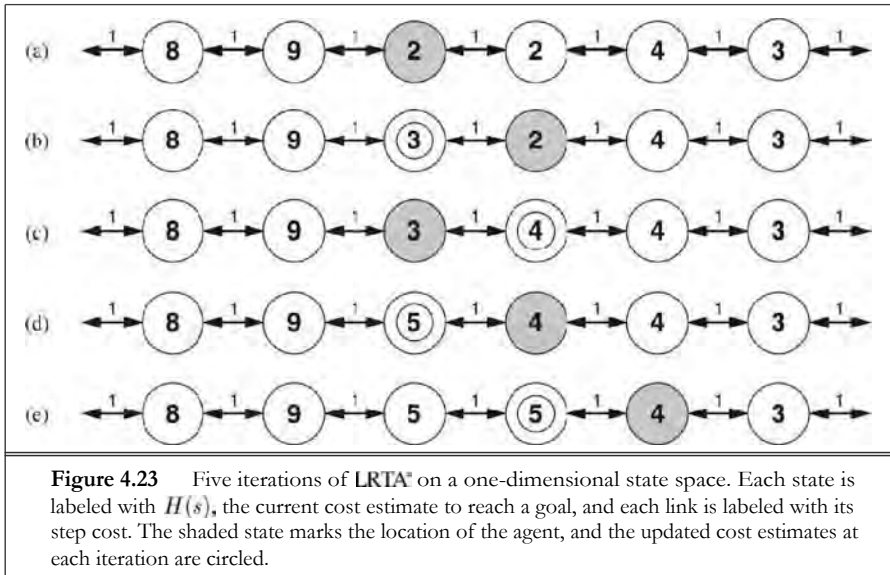 1 1 1 1 1 1 1
(a) 8 9 2 2 4 3
1 1 1 1 1 1 1
(b) 8 9 3 2 4 3
1 1 1 1 1 1 1
(c) 8 9 3 4 4 3
1 1 1 1 1 1 1
(d) 8 9 5 4 4 3
1 1 1 1 1 1 1
(e) 8 9 5 5 4 3
Figure 4.23 Five iterations of LRTA* on a one-dimensional state space. Each state is
labeled with H(s), the current cost estimate to reach a goal, and each link is labeled with its
step cost. The shaded state marks the location of the agent, and the updated cost estimates at
each iteration are circled.